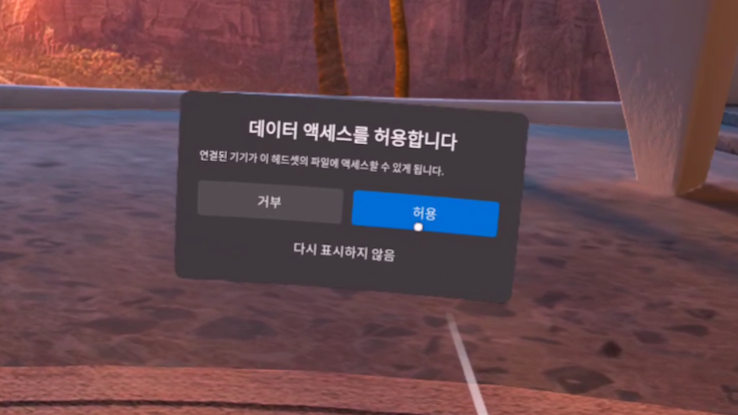 데이터 액세스를 허용합니다
연결된 기기가 이 헤드셋의 파일에 액세스할 수 있게 됩니다.
거부
허용
다시 표시하지 않음